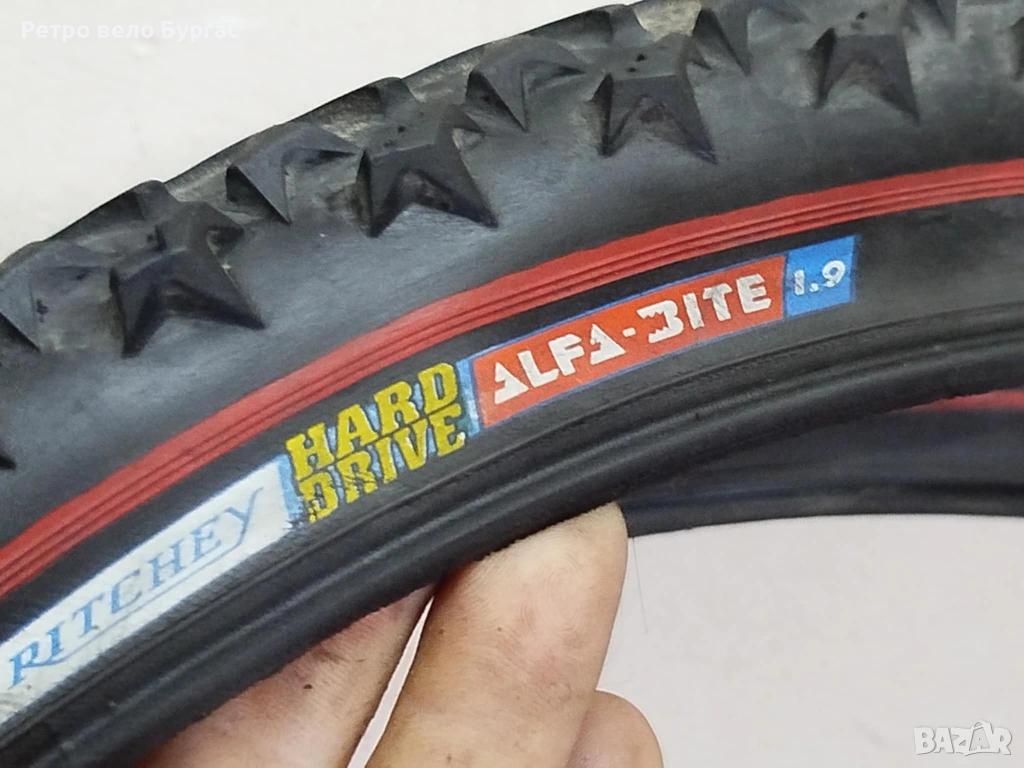 Ретро вело Бургас
RITCHEY
HARD
DRIVE
ALFA-BITE 1.9
BAZAR